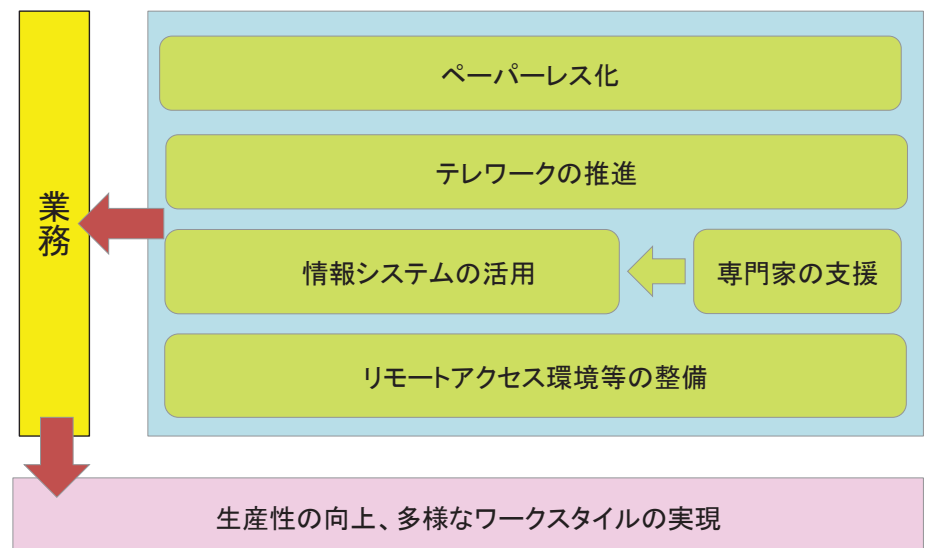 業務
ペーパーレス化
テレワークの推進
情報システムの活用
専門家の支援
リモートアクセス環境等の整備
生産性の向上、多様なワークスタイルの実現